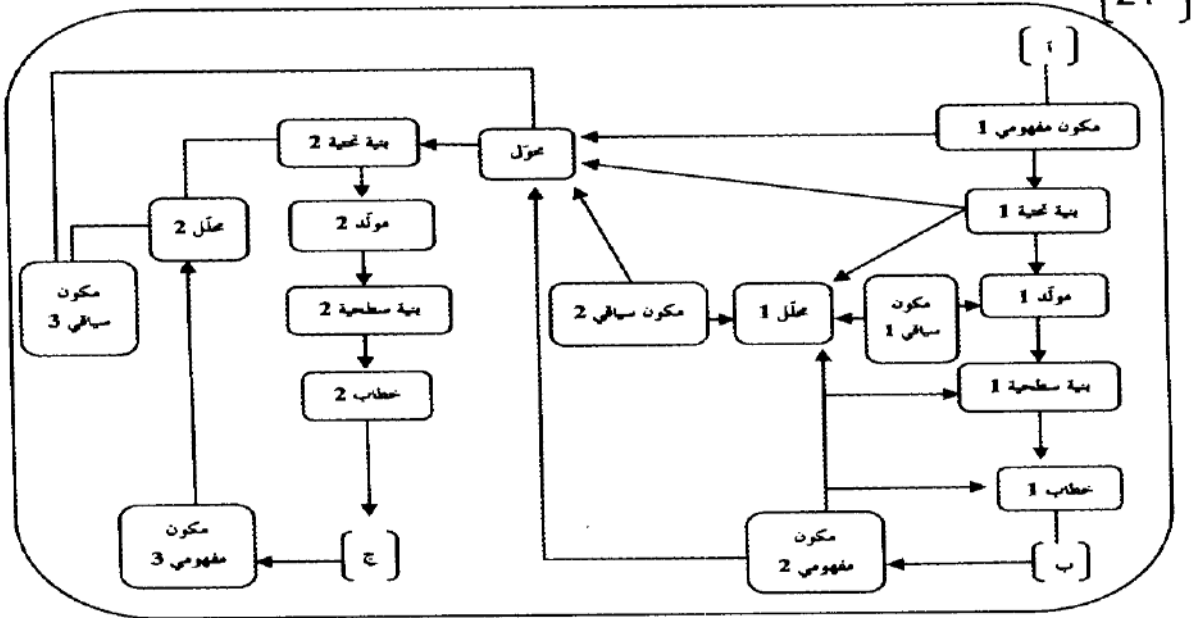 [أ]
مكون مفهومي 1
بنية تحتية 1
مولّد 1
مكون
سياقي 1
محلّل 1
مكون سياقي 2
بنية سطحية 1
خطاب 1
[ب]
مكون
مفهومي 2
محوّل
بنية تحتية 2
مولّد 2
بنية سطحية 2
خطاب 2
[ج]
مكون
مفهومي 3
محلّل 2
مكون
سياقي 3